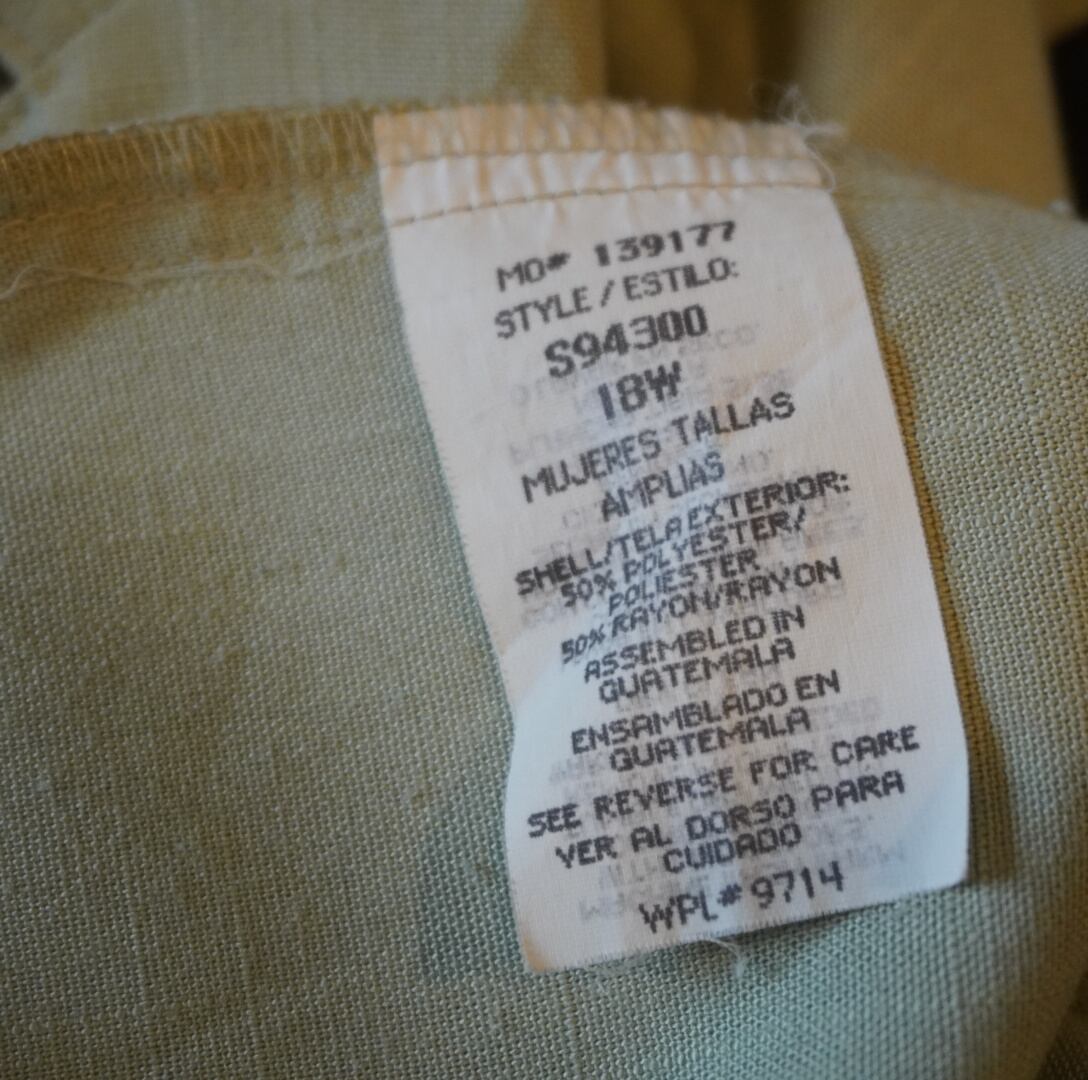 MO# 139177
STYLE / ESTILO:
S94300
18W
MUJERES TALLAS
AMPLIAS
SHELL/TELA EXTERIOR:
50% POLYESTER/
POLIESTER
50% RAYON/RAYON
ASSEMBLED IN
GUATEMALA
ENSAMBLADO EN
GUATEMALA
SEE REVERSE FOR CARE
VER AL DORSO PARA
CUIDADO
WPL# 9714